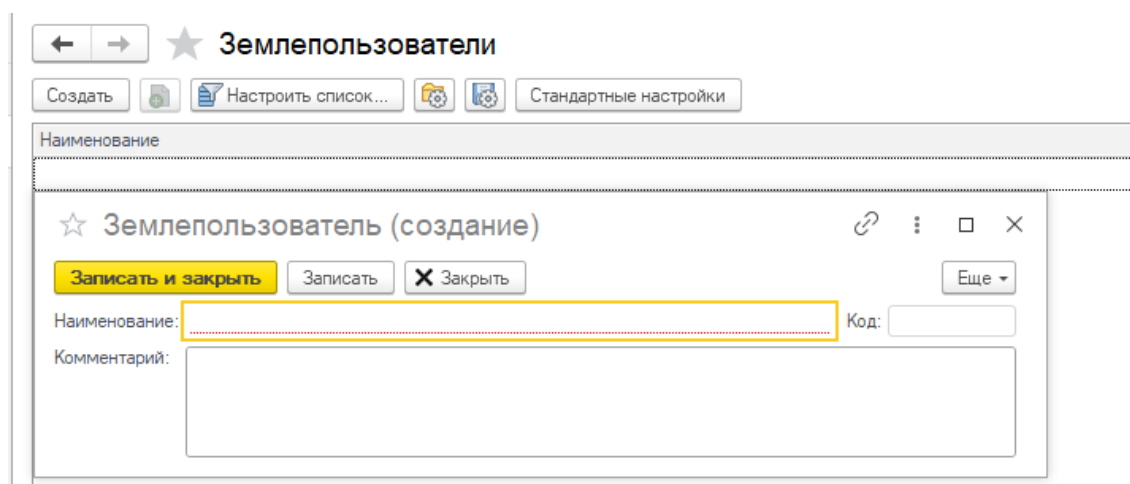 Землепользователи
Создать Настроить список... Стандартные настройки
Наименование
Землепользователь (создание)
Записать и закрыть Записать Закрыть Еще
Наименование: Код:
Комментарий: